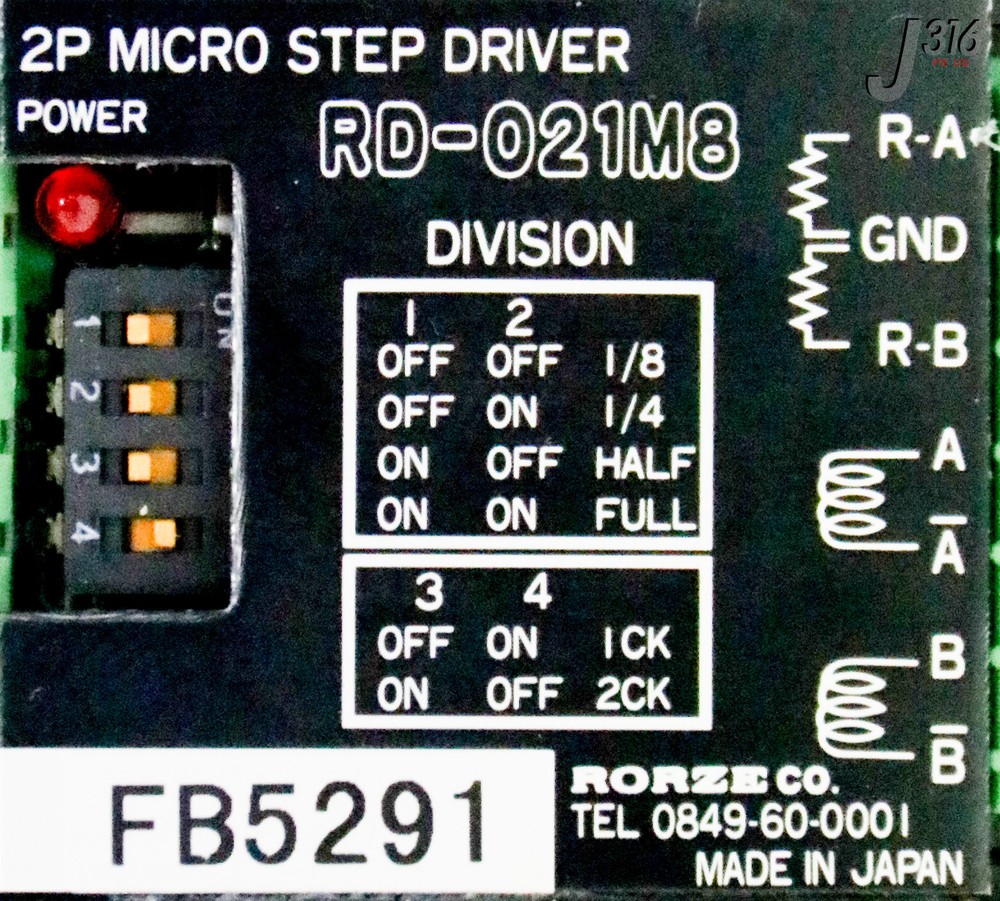 2P MICRO STEP DRIVER
J316
POWER
RD-021M8
R-A
GND
R-B
DIVISION
1 2
OFF OFF 1/8
OFF ON 1/4
ON OFF HALF
ON ON FULL
3 4
OFF ON 1CK
ON OFF 2CK
ON
1
2
3
4
A
A̅
B
B̅
FB5291
RORZE CO.
TEL 0849-60-0001
MADE IN JAPAN